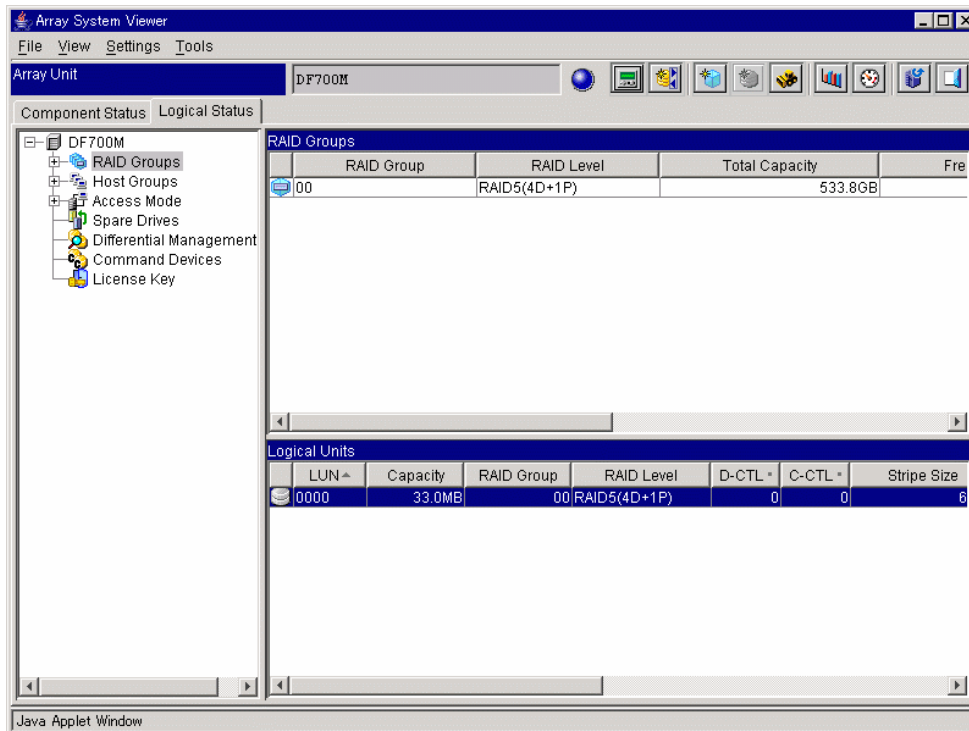 Array System Viewer
File View Settings Tools
Array Unit DF700M
Component Status Logical Status
DF700M
RAID Groups
Host Groups
Access Mode
Spare Drives
Differential Management
Command Devices
License Key
RAID Groups
RAID Group RAID Level Total Capacity Fre
00 RAID5(4D+1P) 533.8GB
Logical Units
LUN Capacity RAID Group RAID Level D-CTL C-CTL Stripe Size
0000 33.0MB 00 RAID5(4D+1P) 0 0 6
Java Applet Window